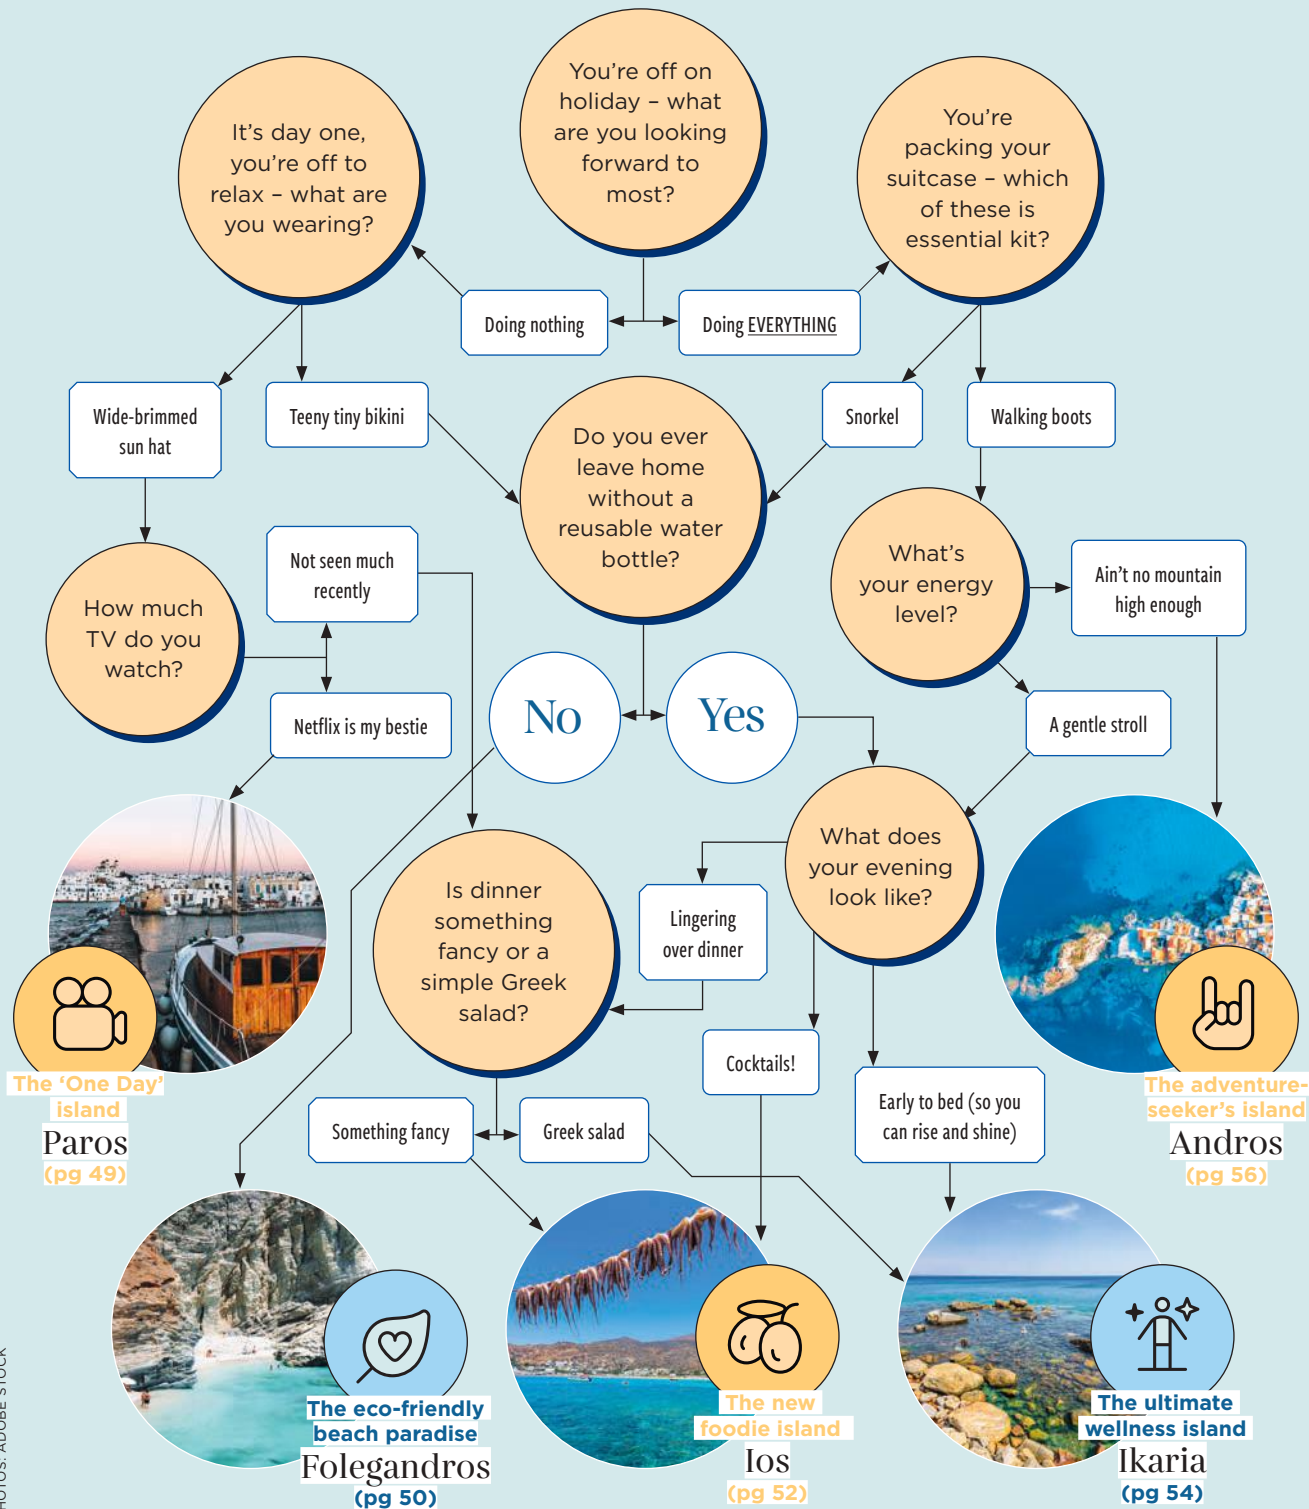 You're off on
holiday – what
are you looking
forward to
most?
It's day one,
you're off to
relax – what are
you wearing?
You're
packing your
suitcase – which
of these is
essential kit?
Doing nothing
Doing EVERYTHING
Wide-brimmed
sun hat
Teeny tiny bikini
Snorkel
Walking boots
Do you ever
leave home
without a
reusable water
bottle?
How much
TV do you
watch?
Not seen much
recently
Netflix is my bestie
What's
your energy
level?
Ain't no mountain
high enough
A gentle stroll
No
Yes
What does
your evening
look like?
Is dinner
something
fancy or a
simple Greek
salad?
Lingering
over dinner
Cocktails!
Early to bed (so you
can rise and shine)
Something fancy
Greek salad
The 'One Day'
island
Paros
(pg 49)
The adventure-
seeker's island
Andros
(pg 56)
The eco-friendly
beach paradise
Folegandros
(pg 50)
The new
foodie island
Ios
(pg 52)
The ultimate
wellness island
Ikaria
(pg 54)
ADOBE STOCK